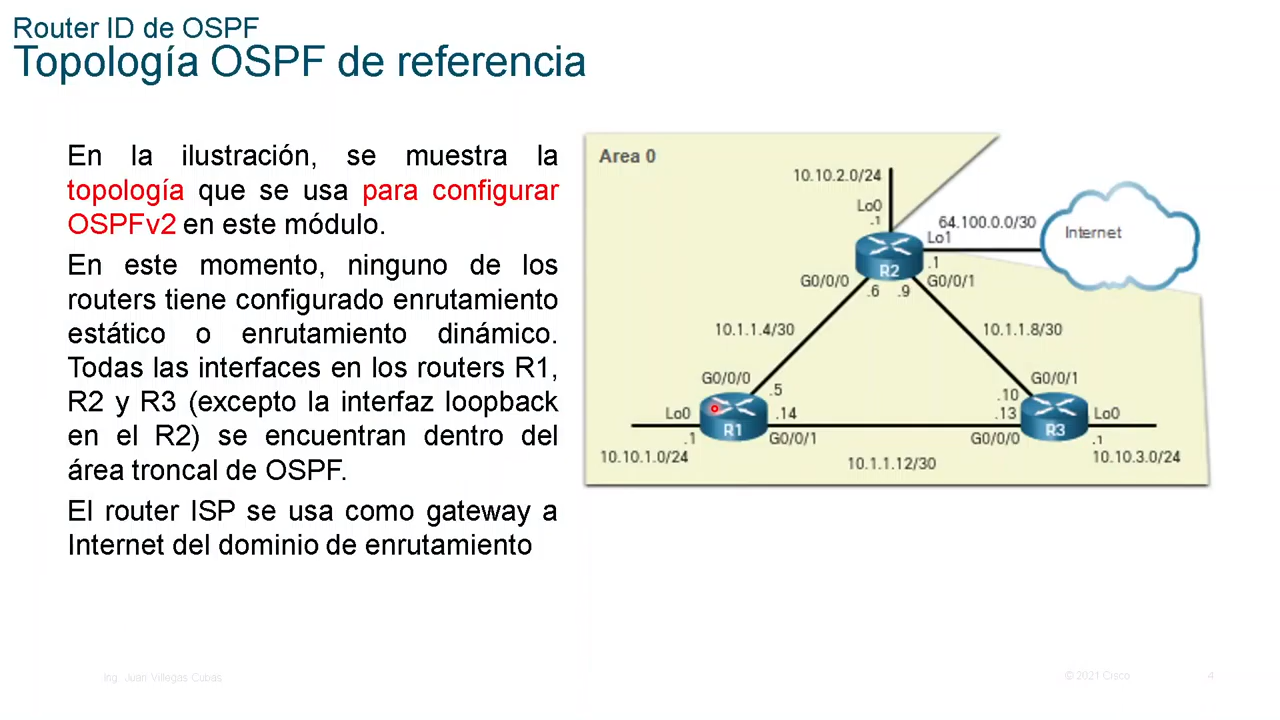 Router ID de OSPF
Topología OSPF de referencia
En la ilustración, se muestra la
topología que se usa para configurar
OSPFv2 en este módulo.
En este momento, ninguno de los
routers tiene configurado enrutamiento
estático o enrutamiento dinámico.
Todas las interfaces en los routers R1,
R2 y R3 (excepto la interfaz loopback
en el R2) se encuentran dentro del
área troncal de OSPF.
El router ISP se usa como gateway a
Internet del dominio de enrutamiento
Area 0
10.10.2.0/24
Lo0
.1
64.100.0.0/30
Internet
Lo1
.1
R2
G0/0/0
.6
.9
G0/0/1
10.1.1.4/30
10.1.1.8/30
G0/0/0
.5
G0/0/1
.10
Lo0
.14
.13
Lo0
R1
R3
.1
G0/0/1
G0/0/0
.1
10.10.1.0/24
10.1.1.12/30
10.10.3.0/24
Ing. Juan Villegas Cubas
© 2021 Cisco
4